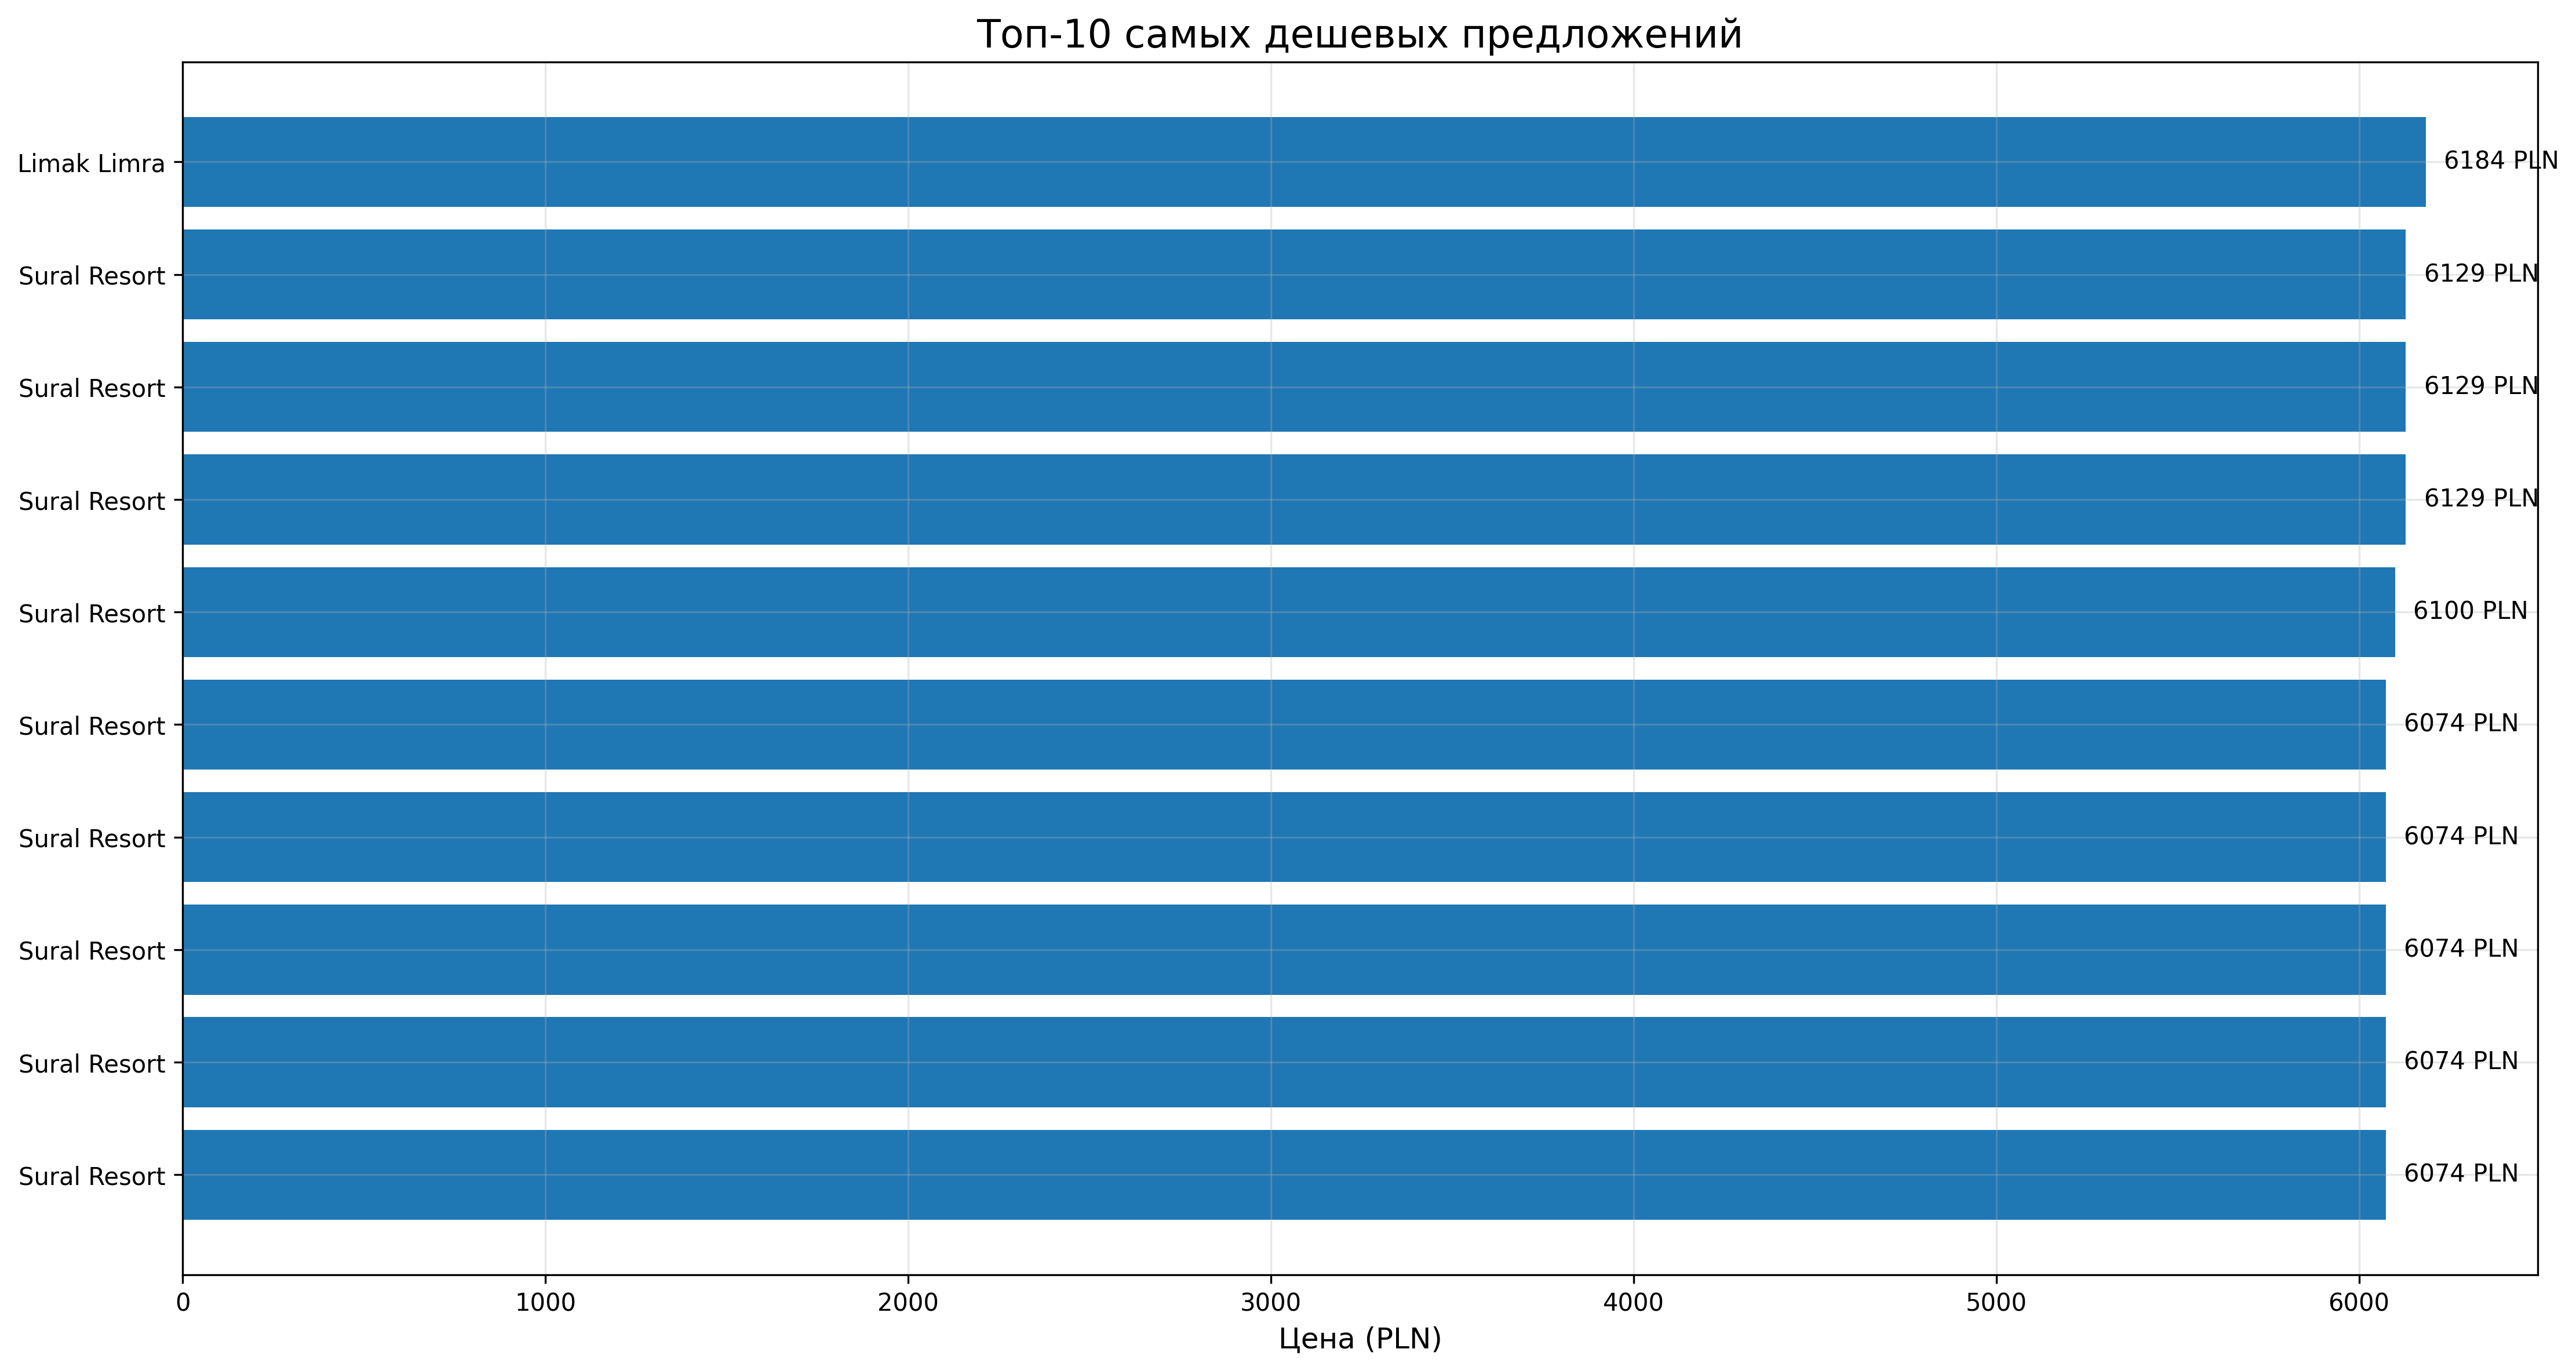 Топ-10 самых дешевых предложений
Limak Limra 6184 PLN
Sural Resort 6129 PLN
Sural Resort 6129 PLN
Sural Resort 6129 PLN
Sural Resort 6100 PLN
Sural Resort 6074 PLN
Sural Resort 6074 PLN
Sural Resort 6074 PLN
Sural Resort 6074 PLN
Sural Resort 6074 PLN
0 1000 2000 3000 4000 5000 6000
Цена (PLN)